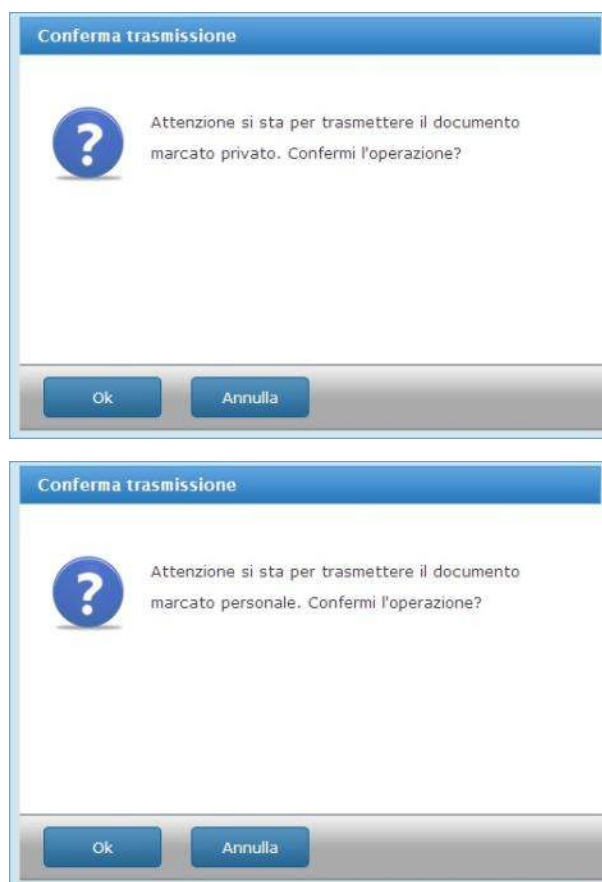 Conferma trasmissione
Attenzione si sta per trasmettere il documento
marcato privato. Confermi l'operazione?
Ok Annulla
Conferma trasmissione
Attenzione si sta per trasmettere il documento
marcato personale. Confermi l'operazione?
Ok Annulla